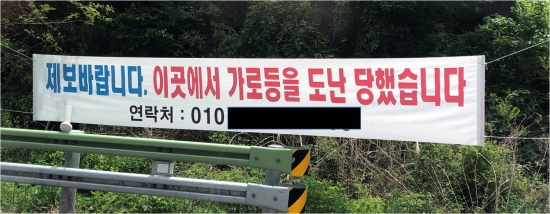 제보바랍니다. 이곳에서 가로등을 도난 당했습니다
연락처 : 010